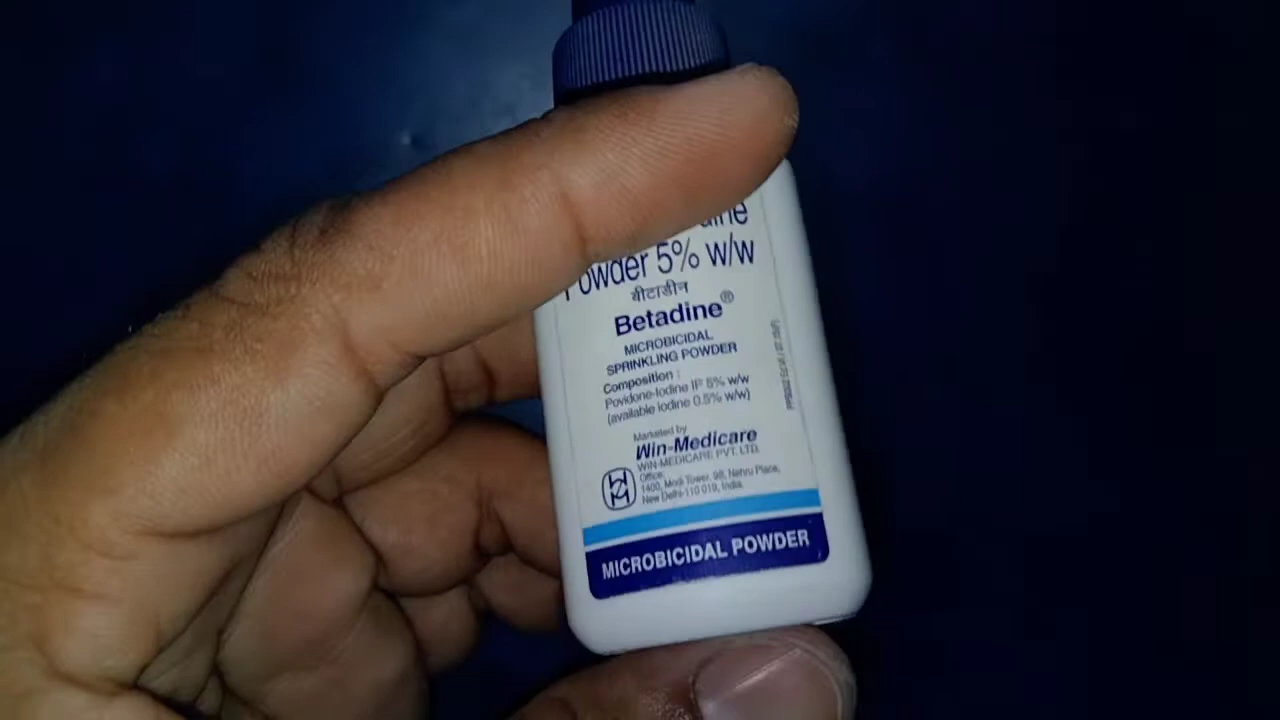 Powder 5% w/w
बीटाडीन
Betadine®
MICROBICIDAL
SPRINKLING POWDER
Composition :
Povidone-Iodine IP 5% w/w
(available iodine 0.5% w/w)
Marketed by
Win-Medicare
WIN-MEDICARE PVT. LTD.
Office:
1400, Modi Tower, 98, Nehru Place,
New Delhi-110 019, India.
MICROBICIDAL POWDER